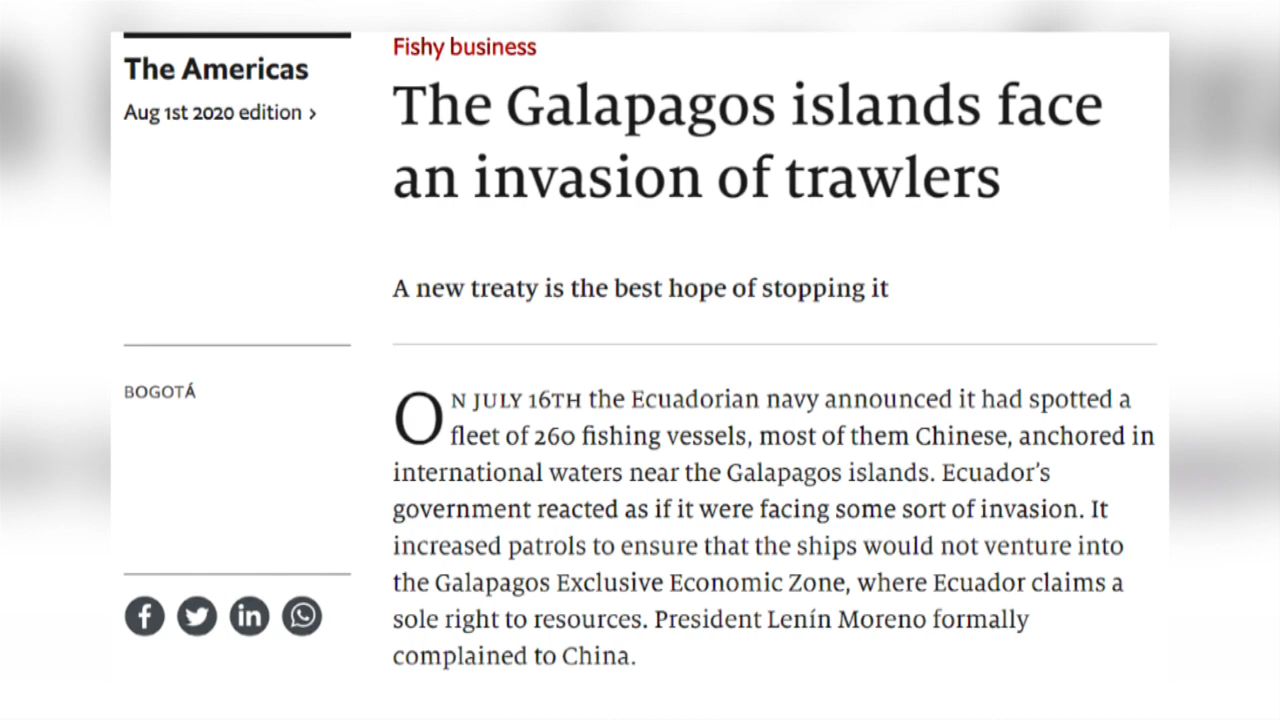 The Americas
Aug 1st 2020 edition >
BOGOTÁ
Fishy business
The Galapagos islands face
an invasion of trawlers
A new treaty is the best hope of stopping it
ON JULY 16TH the Ecuadorian navy announced it had spotted a
fleet of 260 fishing vessels, most of them Chinese, anchored in
international waters near the Galapagos islands. Ecuador's
government reacted as if it were facing some sort of invasion. It
increased patrols to ensure that the ships would not venture into
the Galapagos Exclusive Economic Zone, where Ecuador claims a
sole right to resources. President Lenín Moreno formally
complained to China.